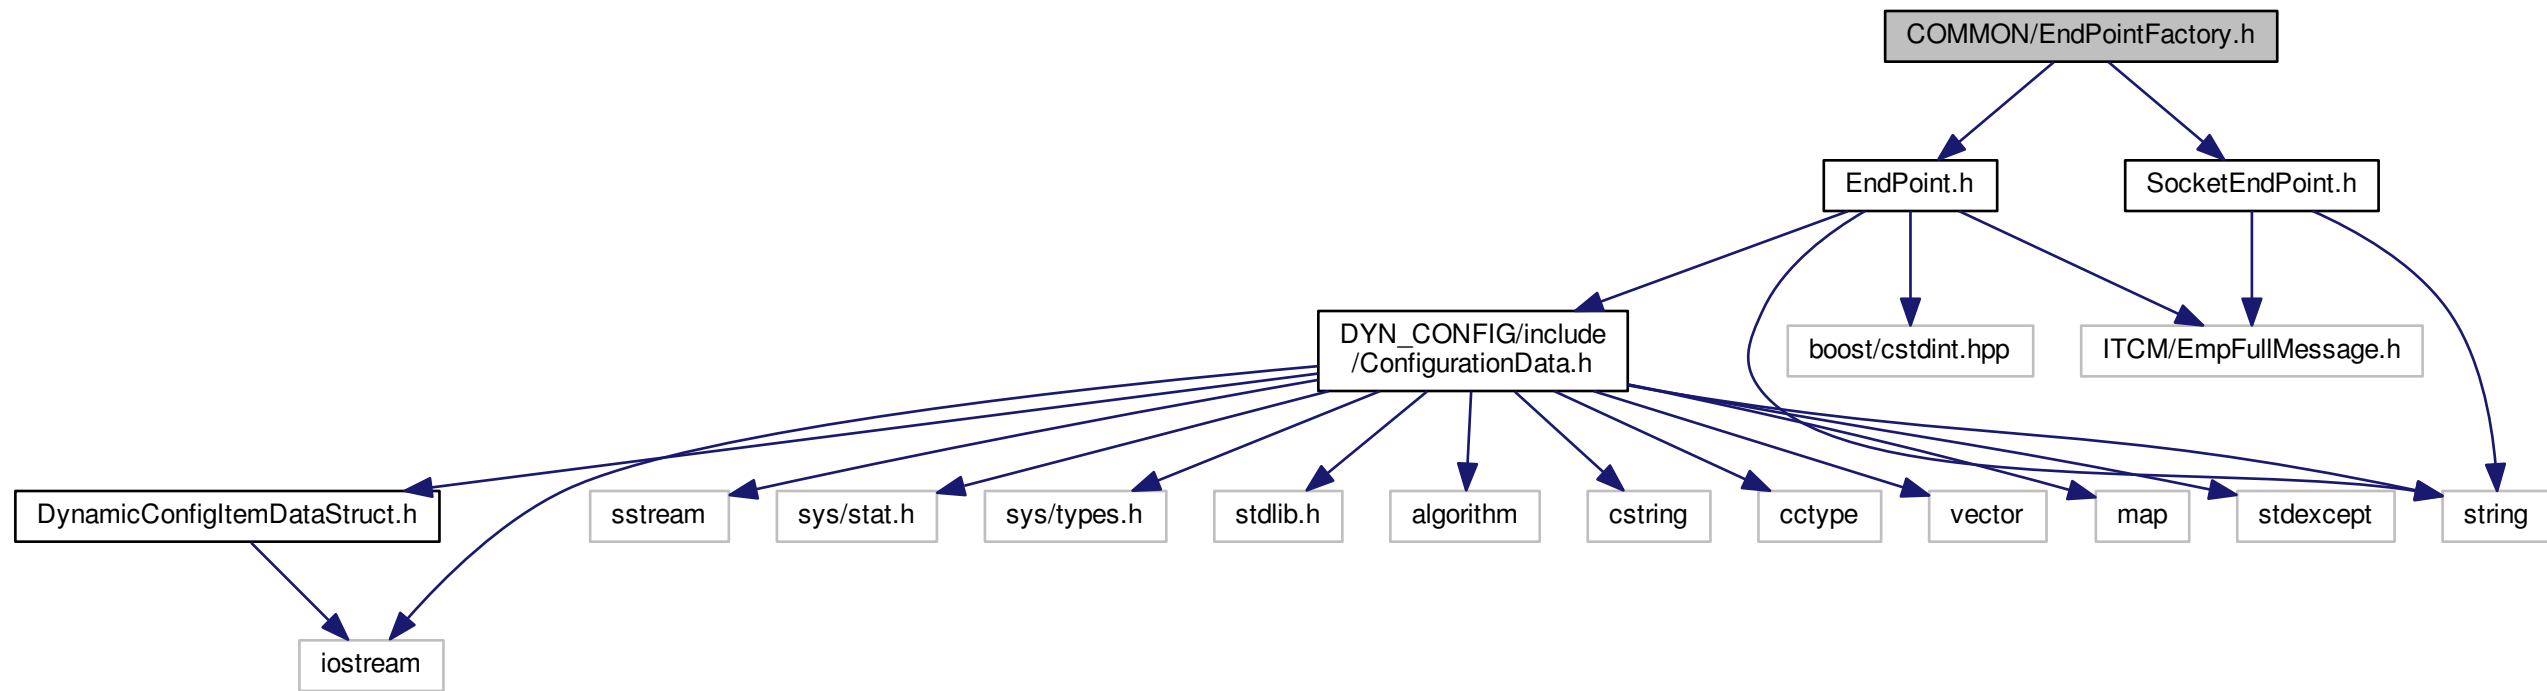 COMMON/EndPointFactory.h
EndPoint.h
SocketEndPoint.h
DYN_CONFIG/include
/ConfigurationData.h
boost/cstdint.hpp
ITCM/EmpFullMessage.h
DynamicConfigItemDataStruct.h
sstream
sys/stat.h
sys/types.h
stdlib.h
algorithm
cstring
cctype
vector
map
stdexcept
string
iostream